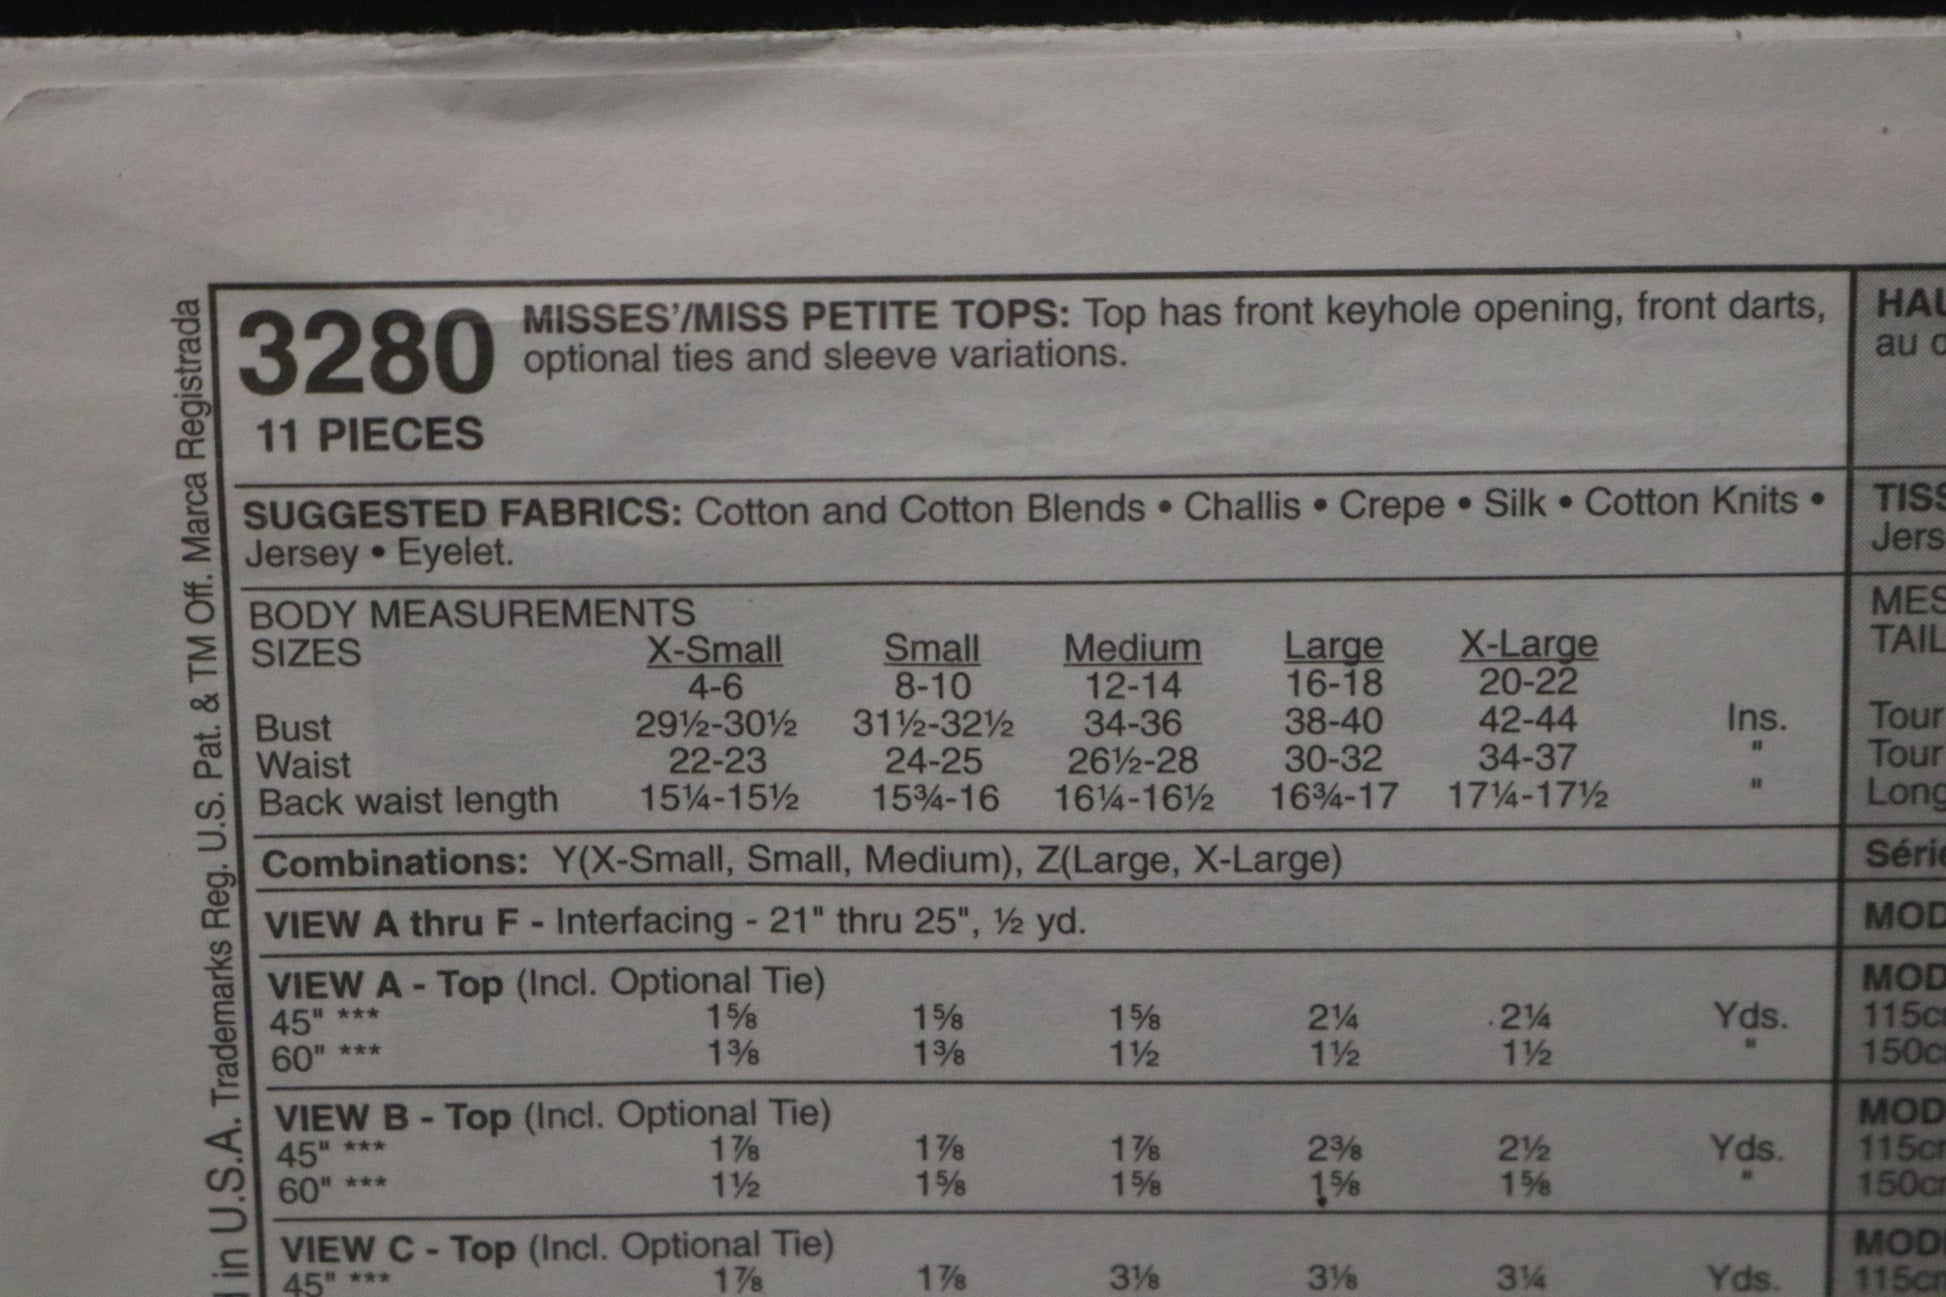 3280
11 PIECES
MISSES'/MISS PETITE TOPS: Top has front keyhole opening, front darts,
optional ties and sleeve variations.
SUGGESTED FABRICS: Cotton and Cotton Blends • Challis • Crepe • Silk • Cotton Knits •
Jersey • Eyelet.
BODY MEASUREMENTS
SIZES X-Small Small Medium Large X-Large
4-6 8-10 12-14 16-18 20-22
Bust 29½-30½ 31½-32½ 34-36 38-40 42-44 Ins.
Waist 22-23 24-25 26½-28 30-32 34-37 "
Back waist length 15¼-15½ 15¾-16 16¼-16½ 16¾-17 17¼-17½ "
Combinations: Y(X-Small, Small, Medium), Z(Large, X-Large)
VIEW A thru F - Interfacing - 21" thru 25", ½ yd.
VIEW A - Top (Incl. Optional Tie)
45" *** 1⅝ 1⅝ 1⅝ 2¼ 2¼ Yds.
60" *** 1⅜ 1⅜ 1½ 1½ 1½ "
VIEW B - Top (Incl. Optional Tie)
45" *** 1⅞ 1⅞ 1⅞ 2⅜ 2½ Yds.
60" *** 1½ 1⅝ 1⅝ 1⅝ 1⅝ "
VIEW C - Top (Incl. Optional Tie)
45" *** 1⅞ 1⅞ 3⅛ 3⅛ 3¼ Yds.
in U.S.A. Trademarks Reg. U.S. Pat. & TM Off. Marca Registrada
HAU
au
TISS
Jers
MES
TAIL
Tour
Tour
Long
Série
MOD
MOD
115c
150c
MOD
115c
150c
MOD
115c